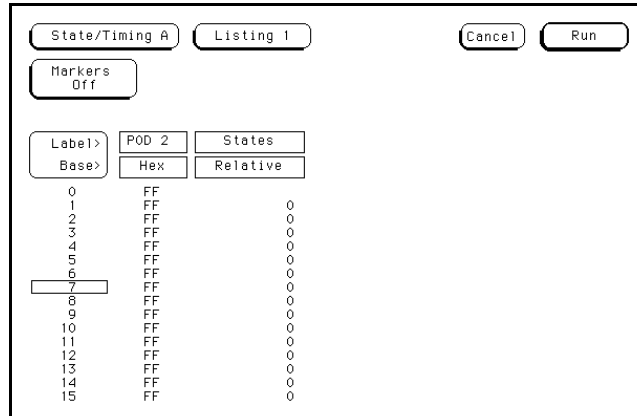 State/Timing A Listing 1 Cancel Run
Markers
Off
Label> POD 2 States
Base> Hex Relative
0 FF
1 FF 0
2 FF 0
3 FF 0
4 FF 0
5 FF 0
6 FF 0
7 FF 0
8 FF 0
9 FF 0
10 FF 0
11 FF 0
12 FF 0
13 FF 0
14 FF 0
15 FF 0